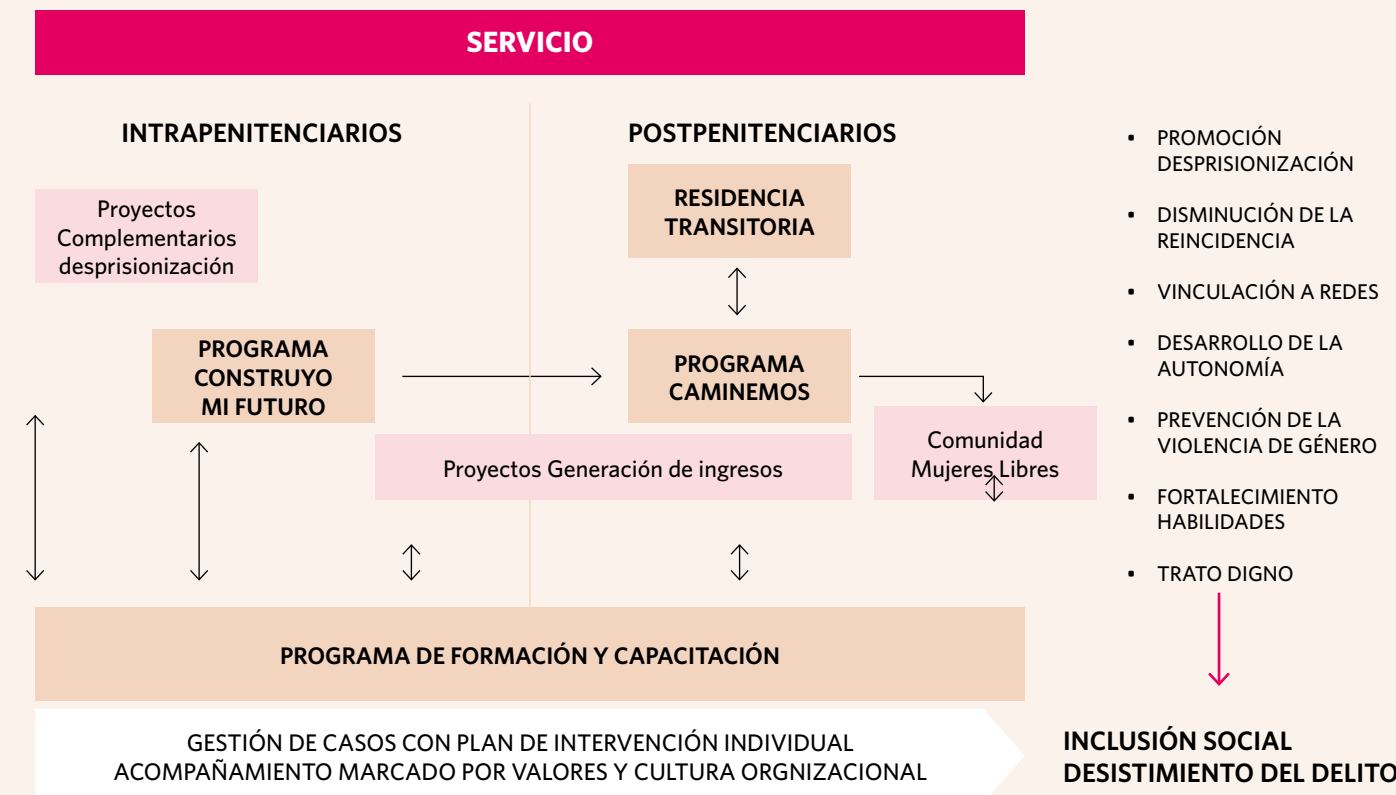 SERVICIO
INTRAPENITENCIARIOS
Proyectos
Complementarios
desprisionización
PROGRAMA
CONSTRUYO
MI FUTURO
POSTPENITENCIARIOS
RESIDENCIA
TRANSITORIA
PROGRAMA
CAMINEMOS
Proyectos Generación de ingresos
Comunidad
Mujeres Libres
PROGRAMA DE FORMACIÓN Y CAPACITACIÓN
GESTIÓN DE CASOS CON PLAN DE INTERVENCIÓN INDIVIDUAL
ACOMPAÑAMIENTO MARCADO POR VALORES Y CULTURA ORGNIZACIONAL
▪ PROMOCIÓN
DESPRISIONIZACIÓN
▪ DISMINUCIÓN DE LA
REINCIDENCIA
▪ VINCULACIÓN A REDES
▪ DESARROLLO DE LA
AUTONOMÍA
▪ PREVENCIÓN DE LA
VIOLENCIA DE GÉNERO
▪ FORTALECIMIENTO
HABILIDADES
▪ TRATO DIGNO
INCLUSIÓN SOCIAL
DESISTIMIENTO DEL DELITO